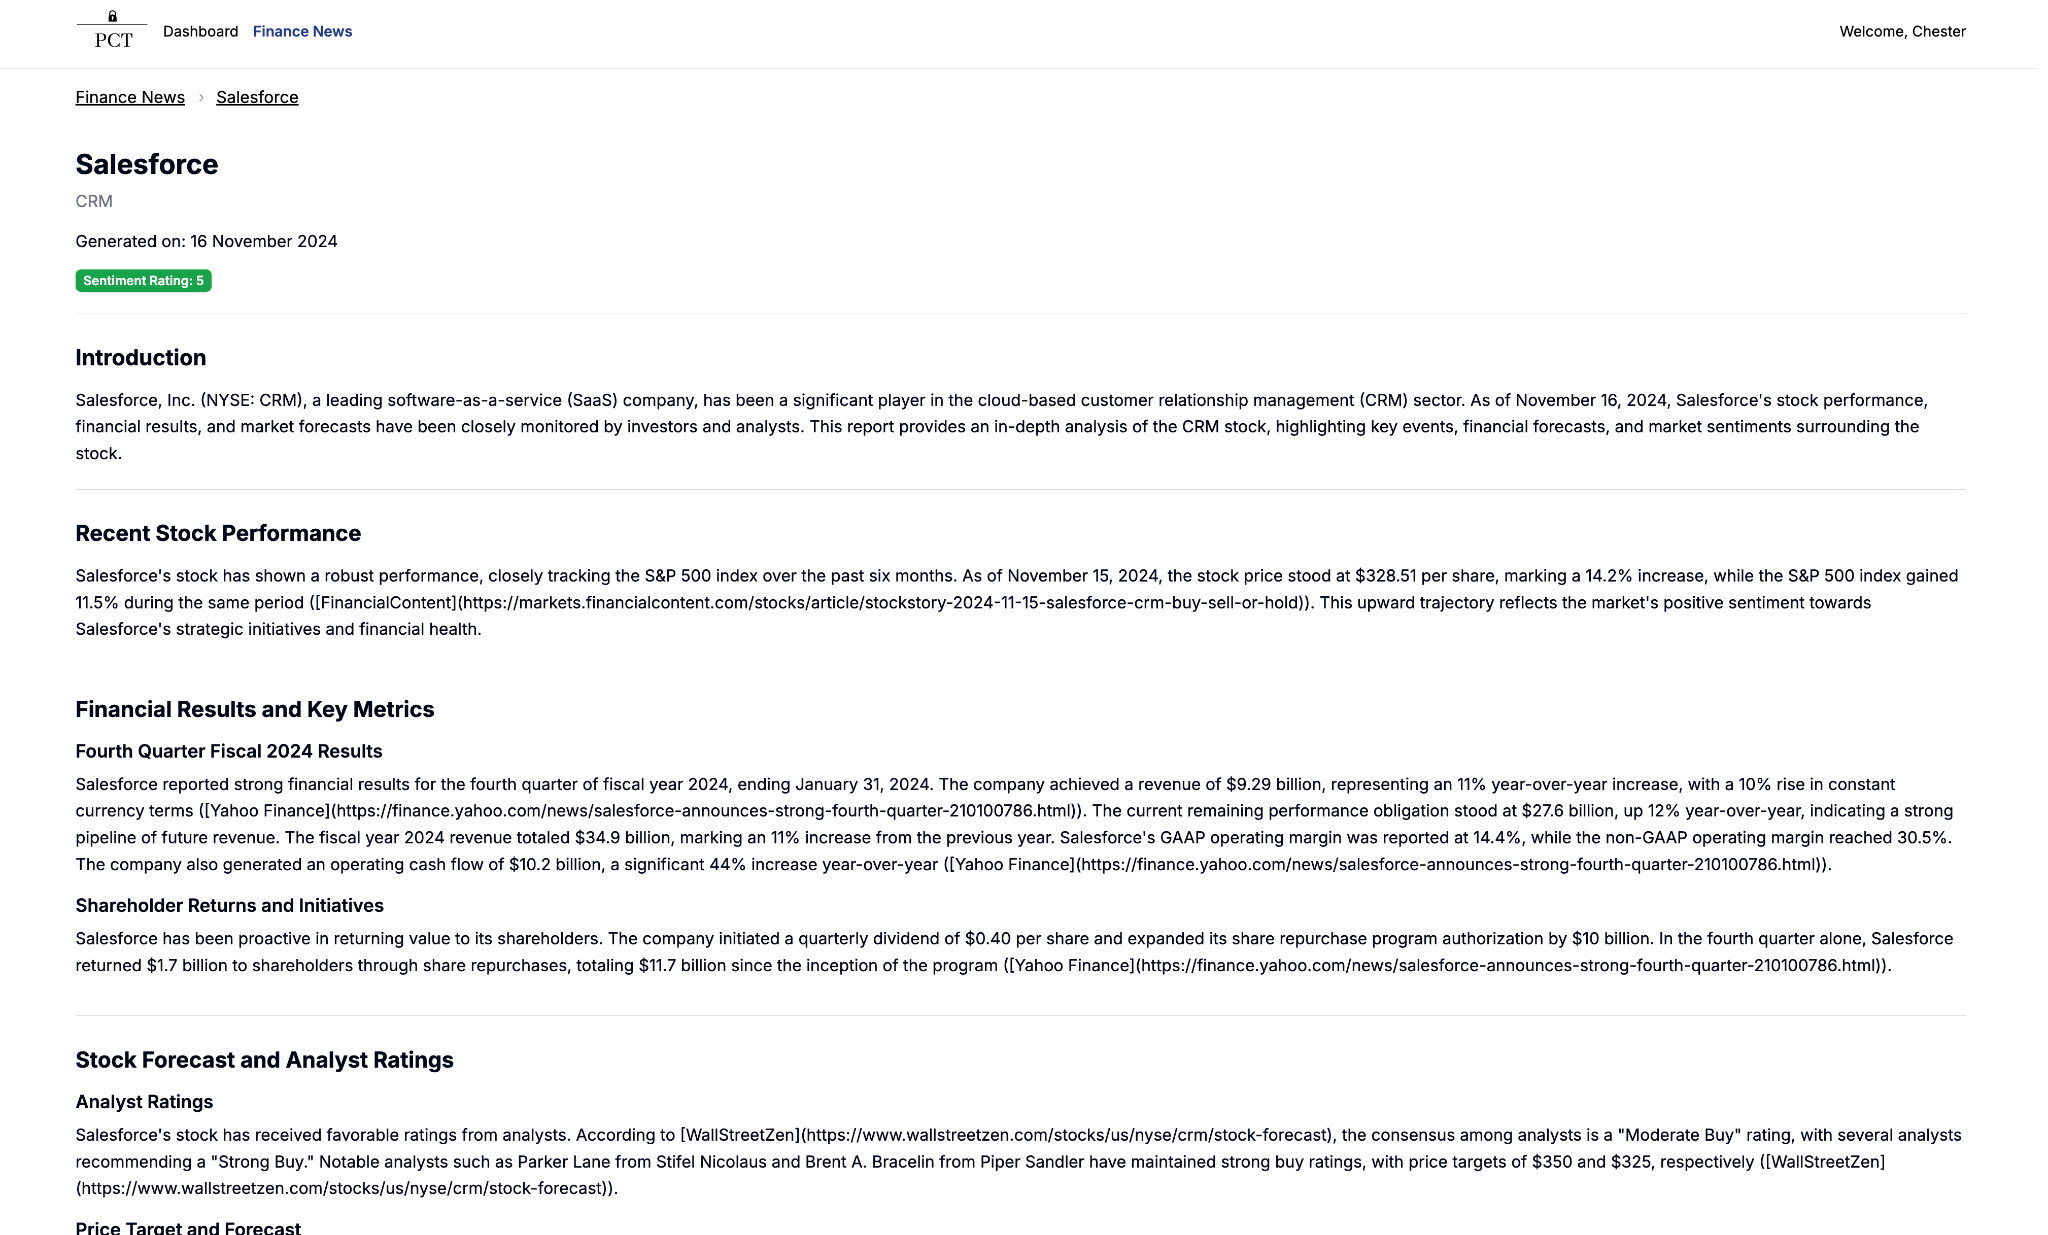 PCT
Dashboard
Finance News
Welcome, Chester
Finance News
Salesforce
Salesforce
CRM
Generated on: 16 November 2024
Sentiment Rating: 5
Introduction
Salesforce, Inc. (NYSE: CRM), a leading software-as-a-service (SaaS) company, has been a significant player in the cloud-based customer relationship management (CRM) sector. As of November 16, 2024, Salesforce's stock performance,
financial results, and market forecasts have been closely monitored by investors and analysts. This report provides an in-depth analysis of the CRM stock, highlighting key events, financial forecasts, and market sentiments surrounding the
stock.
Recent Stock Performance
Salesforce's stock has shown a robust performance, closely tracking the S&P 500 index over the past six months. As of November 15, 2024, the stock price stood at $328.51 per share, marking a 14.2% increase, while the S&P 500 index gained
11.5% during the same period ([FinancialContent](https://markets.financialcontent.com/stocks/article/stockstory-2024-11-15-salesforce-crm-buy-sell-or-hold)). This upward trajectory reflects the market's positive sentiment towards
Salesforce's strategic initiatives and financial health.
Financial Results and Key Metrics
Fourth Quarter Fiscal 2024 Results
Salesforce reported strong financial results for the fourth quarter of fiscal year 2024, ending January 31, 2024. The company achieved a revenue of $9.29 billion, representing an 11% year-over-year increase, with a 10% rise in constant
currency terms ([Yahoo Finance](https://finance.yahoo.com/news/salesforce-announces-strong-fourth-quarter-210100786.html)). The current remaining performance obligation stood at $27.6 billion, up 12% year-over-year, indicating a strong
pipeline of future revenue. The fiscal year 2024 revenue totaled $34.9 billion, marking an 11% increase from the previous year. Salesforce's GAAP operating margin was reported at 14.4%, while the non-GAAP operating margin reached 30.5%.
The company also generated an operating cash flow of $10.2 billion, a significant 44% increase year-over-year ([Yahoo Finance](https://finance.yahoo.com/news/salesforce-announces-strong-fourth-quarter-210100786.html)).
Shareholder Returns and Initiatives
Salesforce has been proactive in returning value to its shareholders. The company initiated a quarterly dividend of $0.40 per share and expanded its share repurchase program authorization by $10 billion. In the fourth quarter alone, Salesforce
returned $1.7 billion to shareholders through share repurchases, totaling $11.7 billion since the inception of the program ([Yahoo Finance](https://finance.yahoo.com/news/salesforce-announces-strong-fourth-quarter-210100786.html)).
Stock Forecast and Analyst Ratings
Analyst Ratings
Salesforce's stock has received favorable ratings from analysts. According to [WallStreetZen](https://www.wallstreetzen.com/stocks/us/nyse/crm/stock-forecast), the consensus among analysts is a "Moderate Buy" rating, with several analysts
recommending a "Strong Buy." Notable analysts such as Parker Lane from Stifel Nicolaus and Brent A. Bracelin from Piper Sandler have maintained strong buy ratings, with price targets of $350 and $325, respectively ([WallStreetZen]
(https://www.wallstreetzen.com/stocks/us/nyse/crm/stock-forecast)).
Price Target and Forecast